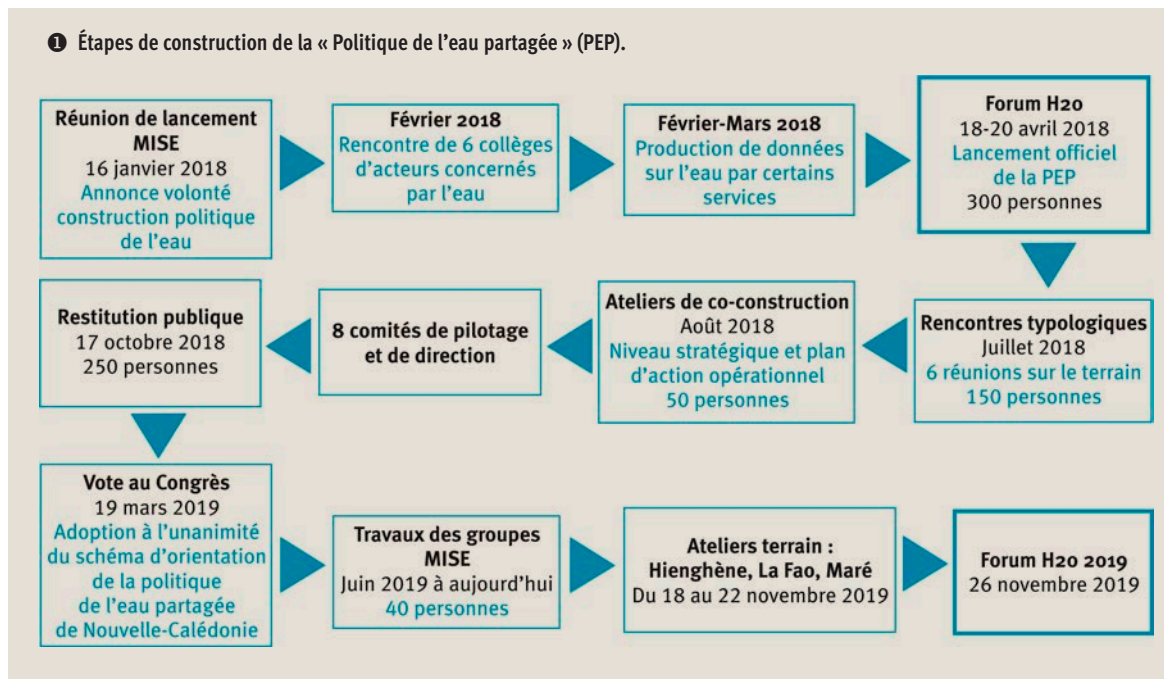 ❶ Étapes de construction de la « Politique de l’eau partagée » (PEP).
Réunion de lancement
MISE
16 janvier 2018
Annonce volonté
construction politique
de l’eau
Février 2018
Rencontre de 6 collèges
d’acteurs concernés
par l’eau
Février-Mars 2018
Production de données
sur l’eau par certains
services
Forum H20
18-20 avril 2018
Lancement officiel
de la PEP
300 personnes
Rencontres typologiques
Juillet 2018
6 réunions sur le terrain
150 personnes
Ateliers de co-construction
Août 2018
Niveau stratégique et plan
d’action opérationnel
50 personnes
8 comités de pilotage
et de direction
Restitution publique
17 octobre 2018
250 personnes
Vote au Congrès
19 mars 2019
Adoption à l’unanimité
du schéma d’orientation
de la politique
de l’eau partagée
de Nouvelle-Calédonie
Travaux des groupes
MISE
Juin 2019 à aujourd’hui
40 personnes
Ateliers terrain :
Hienghène, La Fao, Maré
Du 18 au 22 novembre 2019
Forum H20 2019
26 novembre 2019